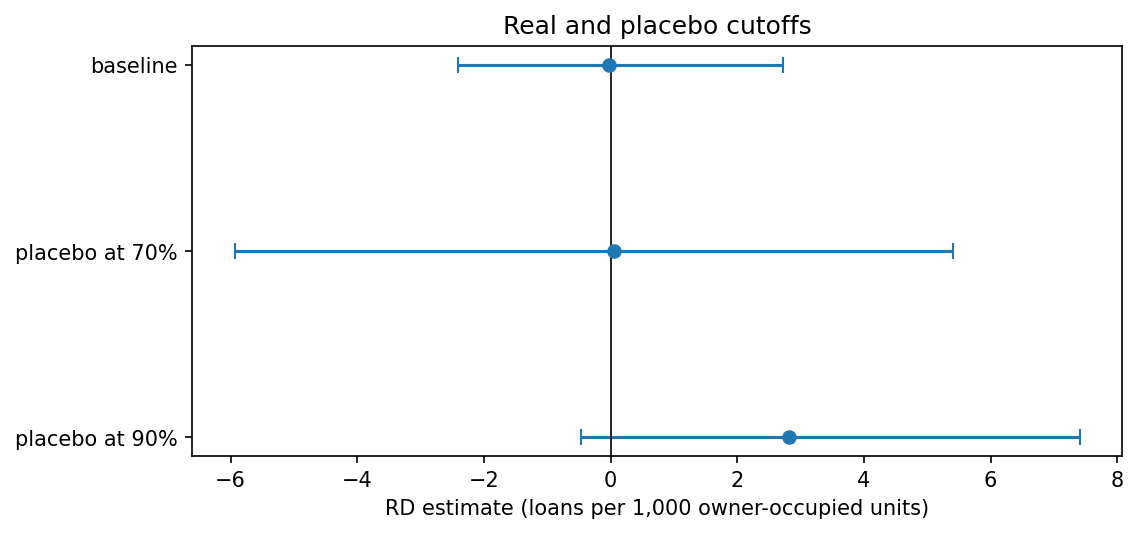 Real and placebo cutoffs
baseline
placebo at 70%
placebo at 90%
−6 −4 −2 0 2 4 6 8
RD estimate (loans per 1,000 owner-occupied units)